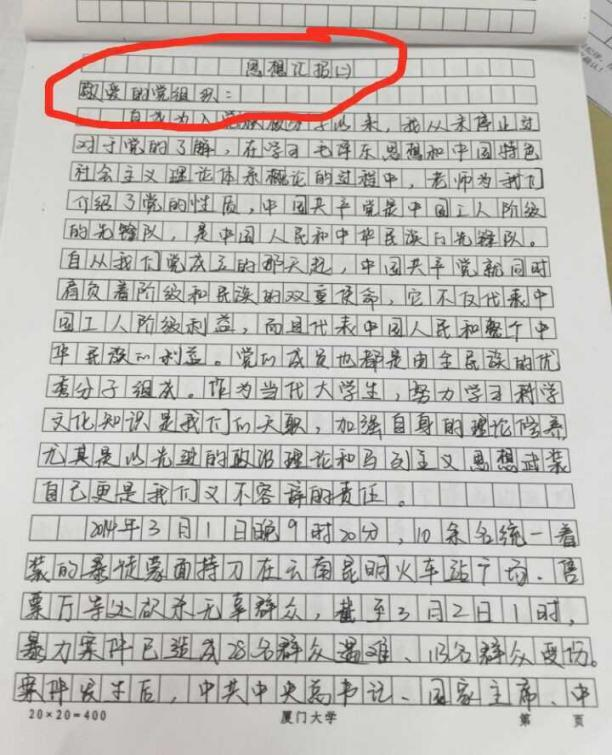 思想汇报(二)
敬爱的党组织:
自成为入党积极分子以来,我从未停止过
对于党的了解,在学习毛泽东思想和中国特色
社会主义理论体系概论的过程中,老师为我们
介绍了党的性质,中国共产党是中国工人阶级
的先锋队,是中国人民和中华民族的先锋队。
自从我们党成立的那天起,中国共产党就同时
肩负着阶级和民族的双重使命,它不仅代表中
国工人阶级利益,而且代表中国人民和整个中
华民族的利益。党的成员也都是由全民族的优
秀分子组成。作为当代大学生,努力学习科学
文化知识是我们的天职,加强自身的理论修养
尤其是以先进的政治理论和马列主义思想武装
自己更是我们义不容辞的责任。
2014年3月1日晚9时20分,10余名统一着
装的暴徒蒙面持刀在云南昆明火车站广场、售
票厅等处砍杀无辜群众,截至3月2日1时,
暴力案件已造成28名群众遇难、113名群众受伤。
案件发生后,中共中央总书记、国家主席、中
20×20=400 厦门大学 第 页